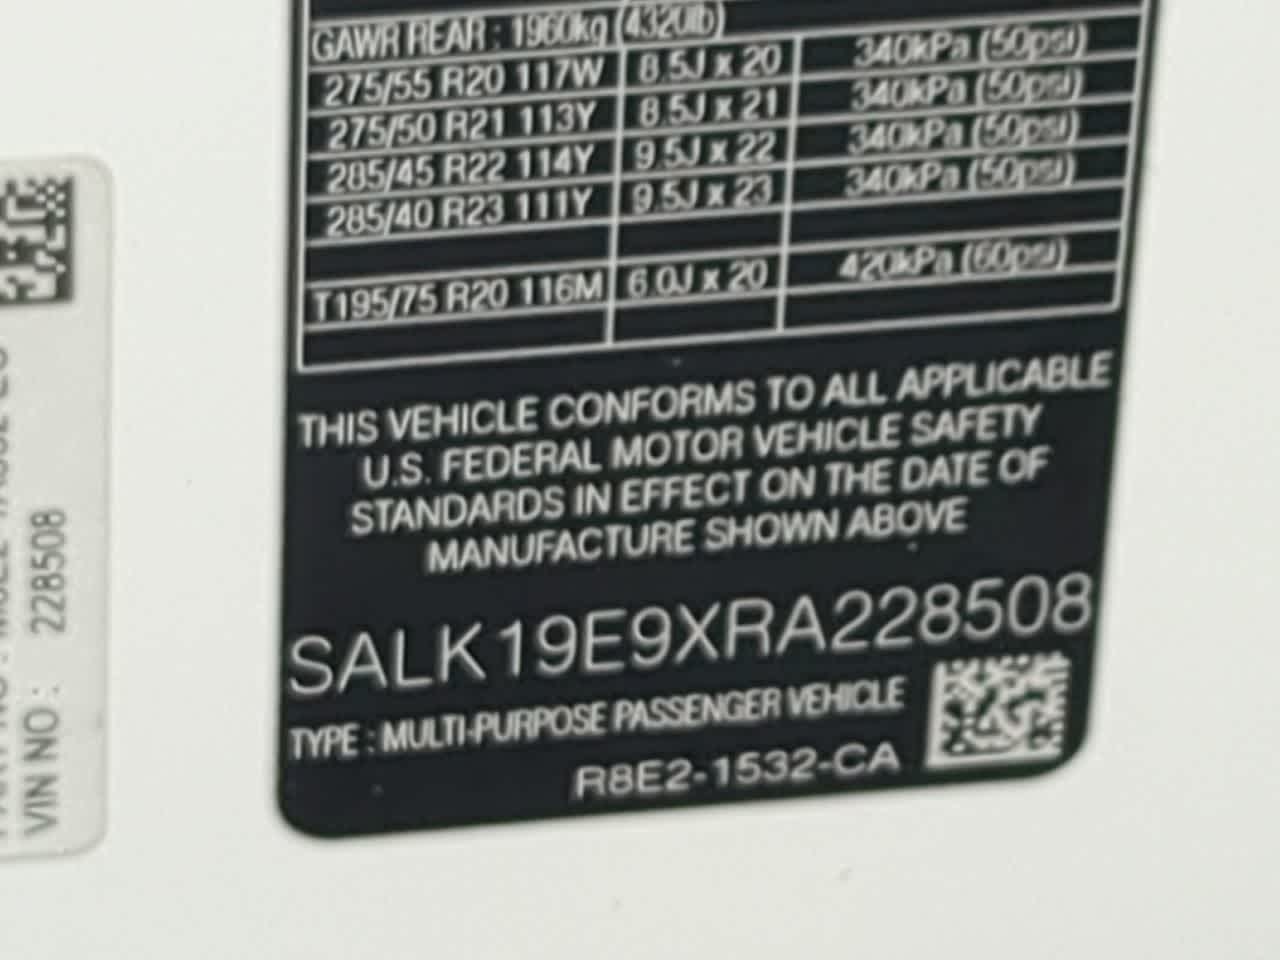 GAWR REAR : 1960kg (4320lb)
275/55 R20 117W 8.5J x 20 340kPa (50psi)
275/50 R21 113Y 8.5J x 21 340kPa (50psi)
285/45 R22 114Y 9.5J x 22 340kPa (50psi)
285/40 R23 111Y 9.5J x 23 340kPa (50psi)
T195/75 R20 116M 6.0J x 20 420kPa (60psi)
THIS VEHICLE CONFORMS TO ALL APPLICABLE
U.S. FEDERAL MOTOR VEHICLE SAFETY
STANDARDS IN EFFECT ON THE DATE OF
MANUFACTURE SHOWN ABOVE
SALK19E9XRA228508
TYPE : MULTI-PURPOSE PASSENGER VEHICLE
R8E2-1532-CA
VIN NO : 228508